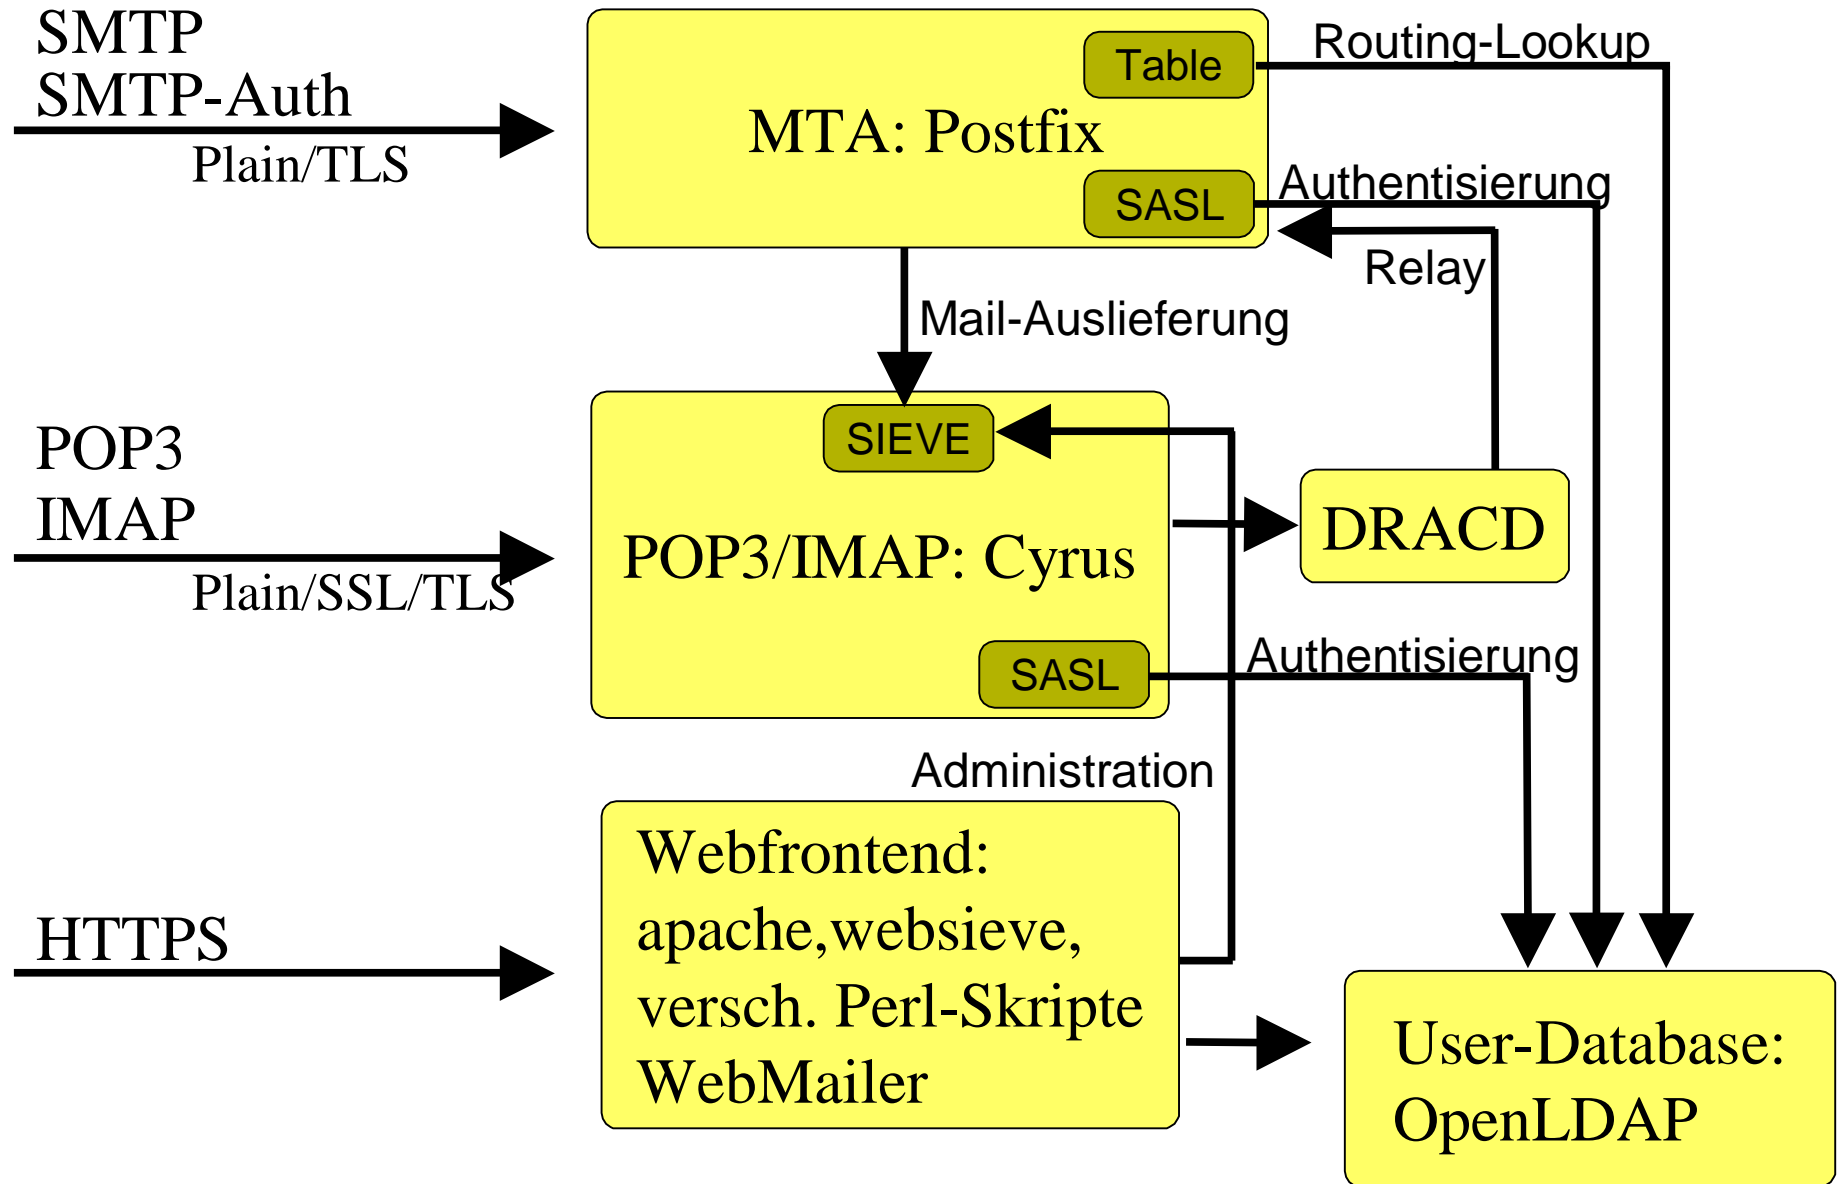 SMTP
SMTP-Auth
Plain/TLS
Table
MTA: Postfix
SASL
Routing-Lookup
Authentisierung
Relay
Mail-Auslieferung
POP3
IMAP
Plain/SSL/TLS
SIEVE
POP3/IMAP: Cyrus
SASL
DRACD
Authentisierung
Administration
HTTPS
Webfrontend:
apache,websieve,
versch. Perl-Skripte
WebMailer
User-Database:
OpenLDAP